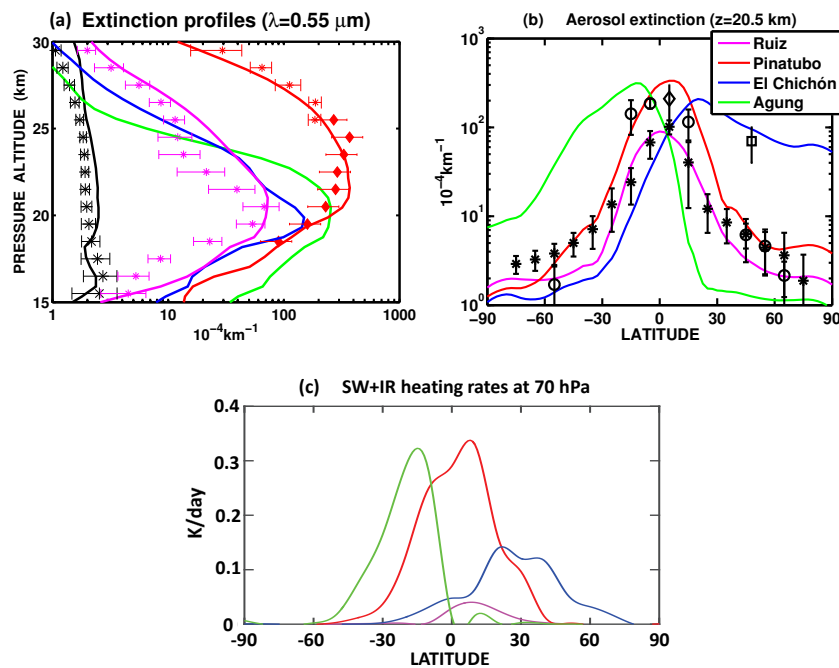 (a) Extinction profiles (λ=0.55 μm)
PRESSURE ALTITUDE (km)
30
25
20
15
1 10 100 1000
10⁻⁴km⁻¹
(b) Aerosol extinction (z=20.5 km)
Ruiz
Pinatubo
El Chichón
Agung
10⁻⁴km⁻¹
10³
10²
10¹
10⁰
−90 −60 −30 0 30 60 90
LATITUDE
(c) SW+IR heating rates at 70 hPa
K/day
0.4
0.3
0.2
0.1
0
-90 -60 -30 0 30 60 90
LATITUDE